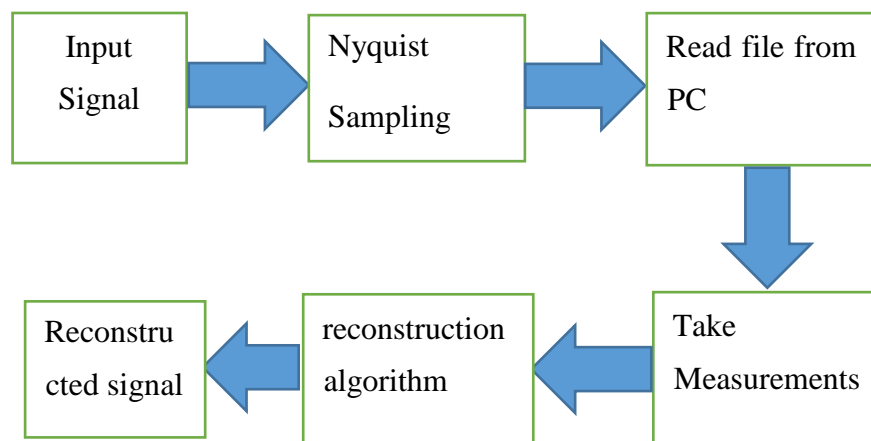 Input
Signal
Nyquist
Sampling
Read file from
PC
Take
Measurements
reconstruction
algorithm
Reconstru
cted signal